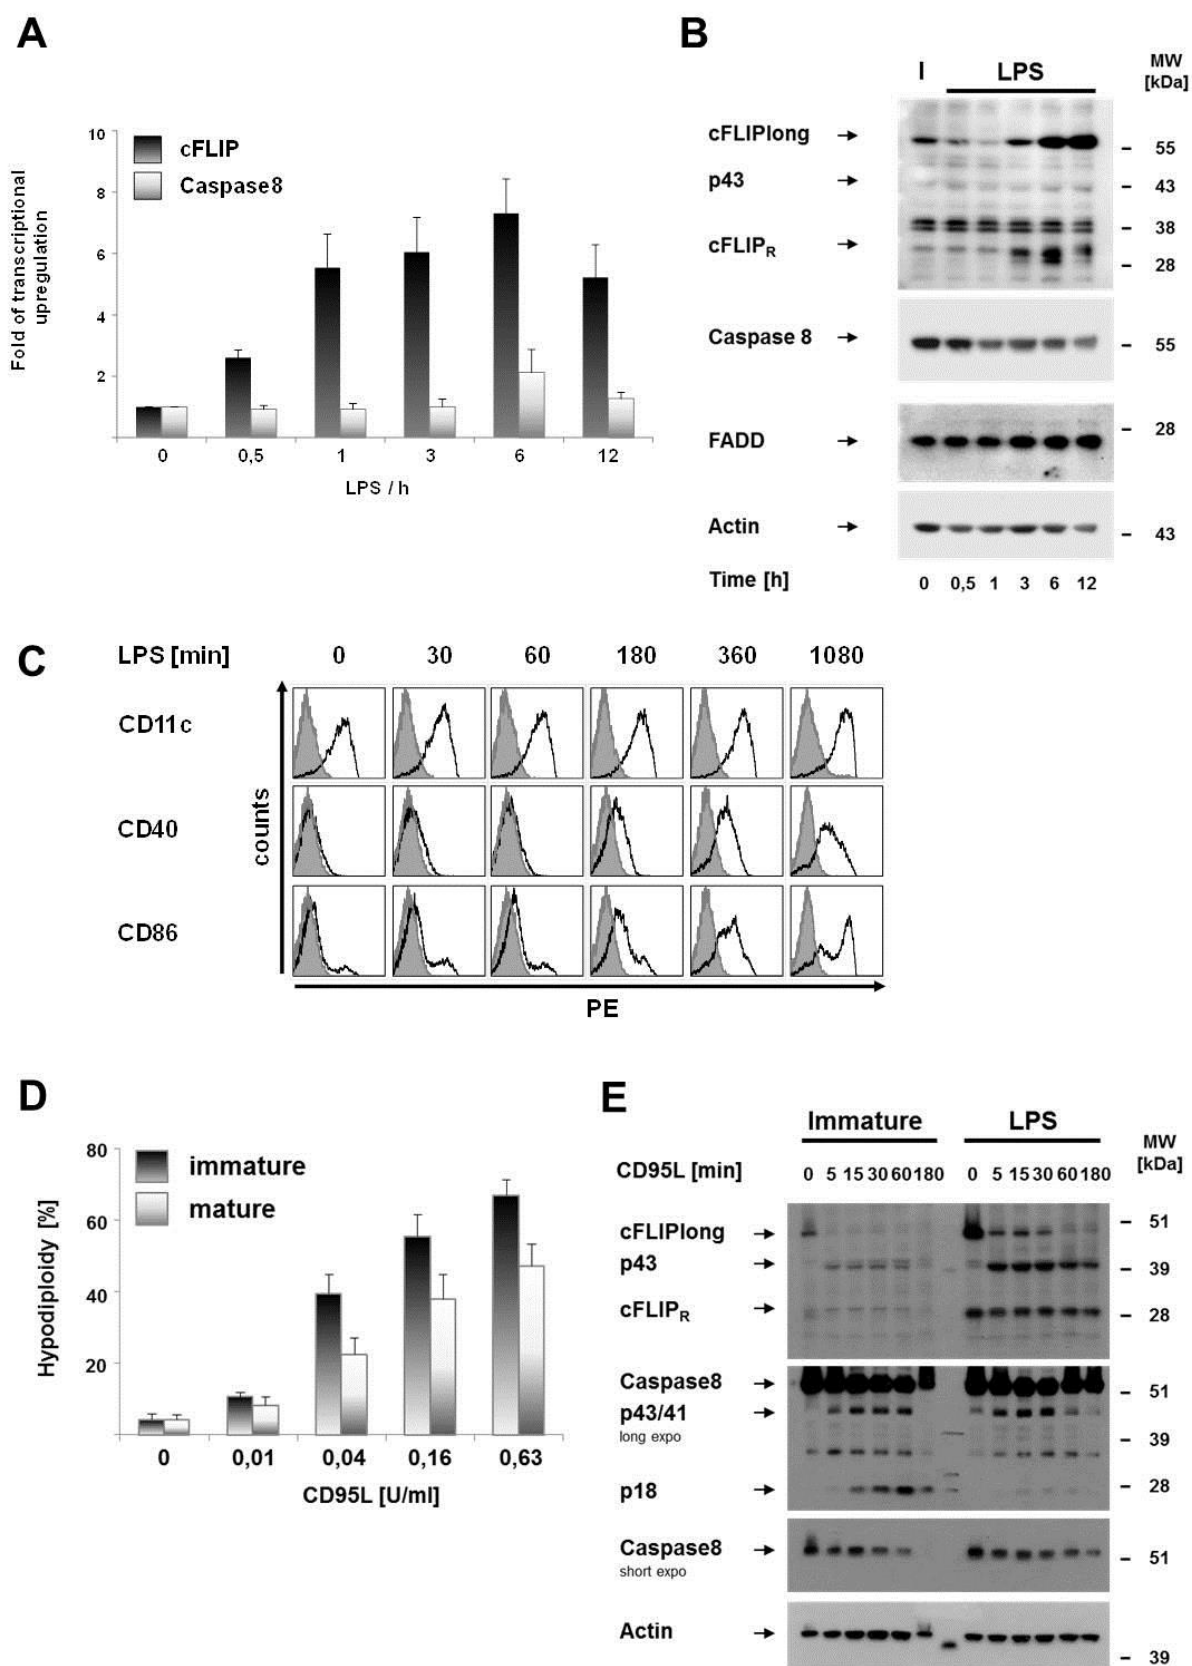 A
10
8
6
4
2
cFLIP
Caspase8
Fold of transcriptional
upregulation
0 0,5 1 3 6 12
LPS / h
B
I LPS MW
[kDa]
cFLIPlong
p43
cFLIPR
55
43
38
28
Caspase 8 55
FADD 28
Actin 43
Time [h] 0 0,5 1 3 6 12
C
LPS [min] 0 30 60 180 360 1080
CD11c
CD40
CD86
counts
PE
D
80
60
40
20
immature
mature
Hypodiploidy [%]
0 0,01 0,04 0,16 0,63
CD95L [U/ml]
E
Immature LPS MW
[kDa]
CD95L [min] 0 5 15 30 60 180 0 5 15 30 60 180
cFLIPlong 51
p43 39
cFLIPR 28
Caspase8 51
p43/41
long expo 39
p18 28
Caspase8 51
short expo
Actin
39